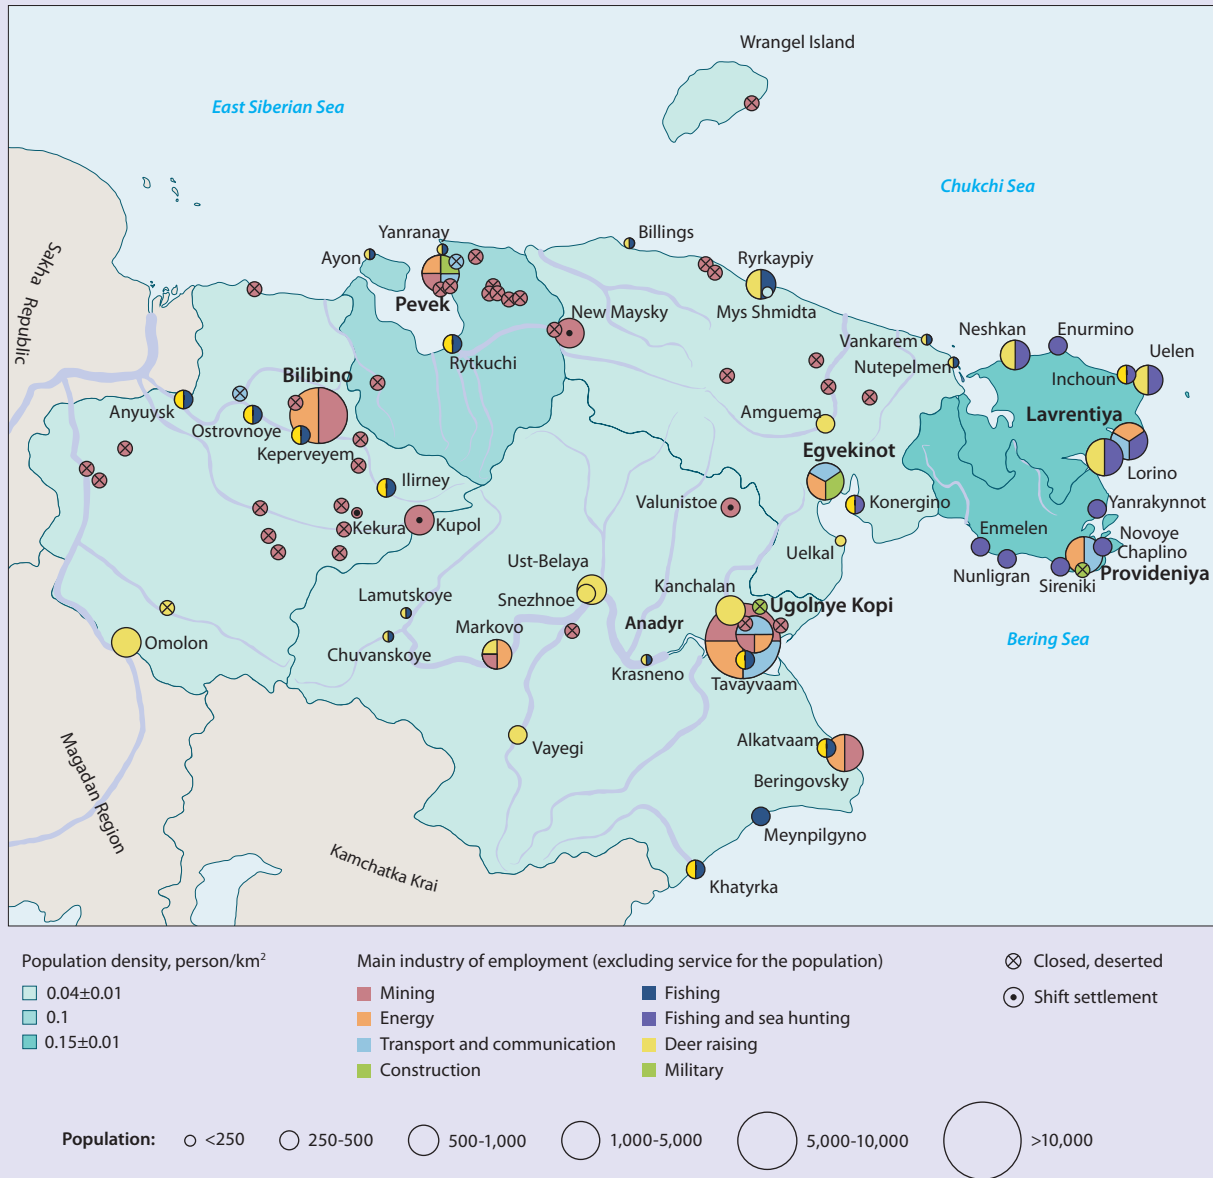 Wrangel Island
East Siberian Sea
Chukchi Sea
Sakha Republic
Yanranay
Billings
Ayon
Ryrkaypiy
Pevek
New Maysky
Mys Shmidta
Neshkan
Enurmino
Vankarem
Uelen
Rytkuchi
Nutepelmen
Bilibino
Inchoun
Anyuysk
Amguema
Lavrentiya
Ostrovnoye
Keperveyem
Egvekinot
Lorino
Ilirney
Valunistoe
Konergino
Yanrakynnot
Kekura
Kupol
Enmelen
Novoye
Chaplino
Uelkal
Ust-Belaya
Nunligran
Sireniki
Provideniya
Kanchalan
Lamutskoye
Snezhnoe
Ugolnye Kopi
Markovo
Anadyr
Bering Sea
Omolon
Chuvanskoye
Krasneno
Tavayvaam
Vayegi
Alkatvaam
Magadan Region
Beringovsky
Meynpilgyno
Kamchatka Krai
Khatyrka
Population density, person/km²
0.04±0.01
0.1
0.15±0.01
Main industry of employment (excluding service for the population)
Mining
Energy
Transport and communication
Construction
Fishing
Fishing and sea hunting
Deer raising
Military
Closed, deserted
Shift settlement
Population: <250 250-500 500-1,000 1,000-5,000 5,000-10,000 >10,000